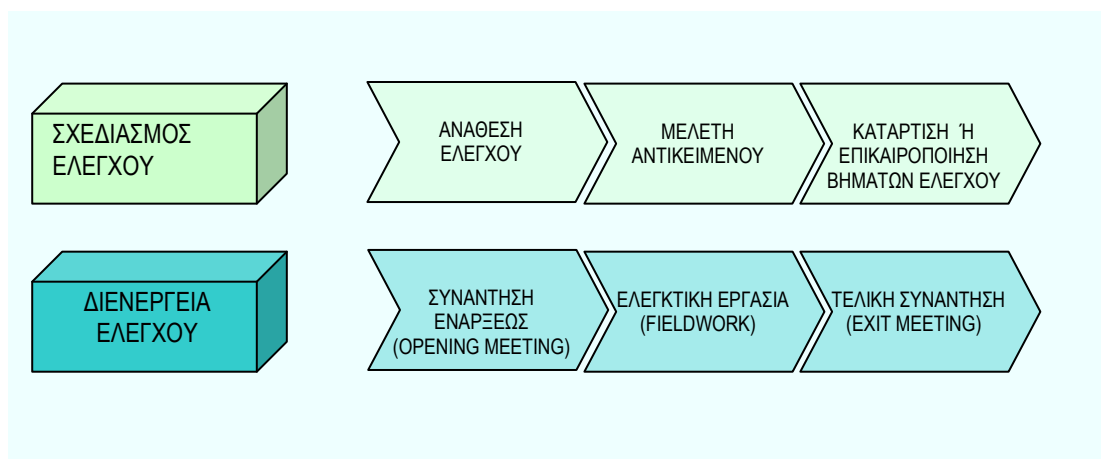 ΣΧΕΔΙΑΣΜΟΣ
ΕΛΕΓΧΟΥ
ΑΝΑΘΕΣΗ
ΕΛΕΓΧΟΥ
ΜΕΛΕΤΗ
ΑΝΤΙΚΕΙΜΕΝΟΥ
ΚΑΤΑΡΤΙΣΗ Ή
ΕΠΙΚΑΙΡΟΠΟΙΗΣΗ
ΒΗΜΑΤΩΝ ΕΛΕΓΧΟΥ
ΔΙΕΝΕΡΓΕΙΑ
ΕΛΕΓΧΟΥ
ΣΥΝΑΝΤΗΣΗ
ΕΝΑΡΞΕΩΣ
(OPENING MEETING)
ΕΛΕΓΚΤΙΚΗ ΕΡΓΑΣΙΑ
(FIELDWORK)
ΤΕΛΙΚΗ ΣΥΝΑΝΤΗΣΗ
(EXIT MEETING)